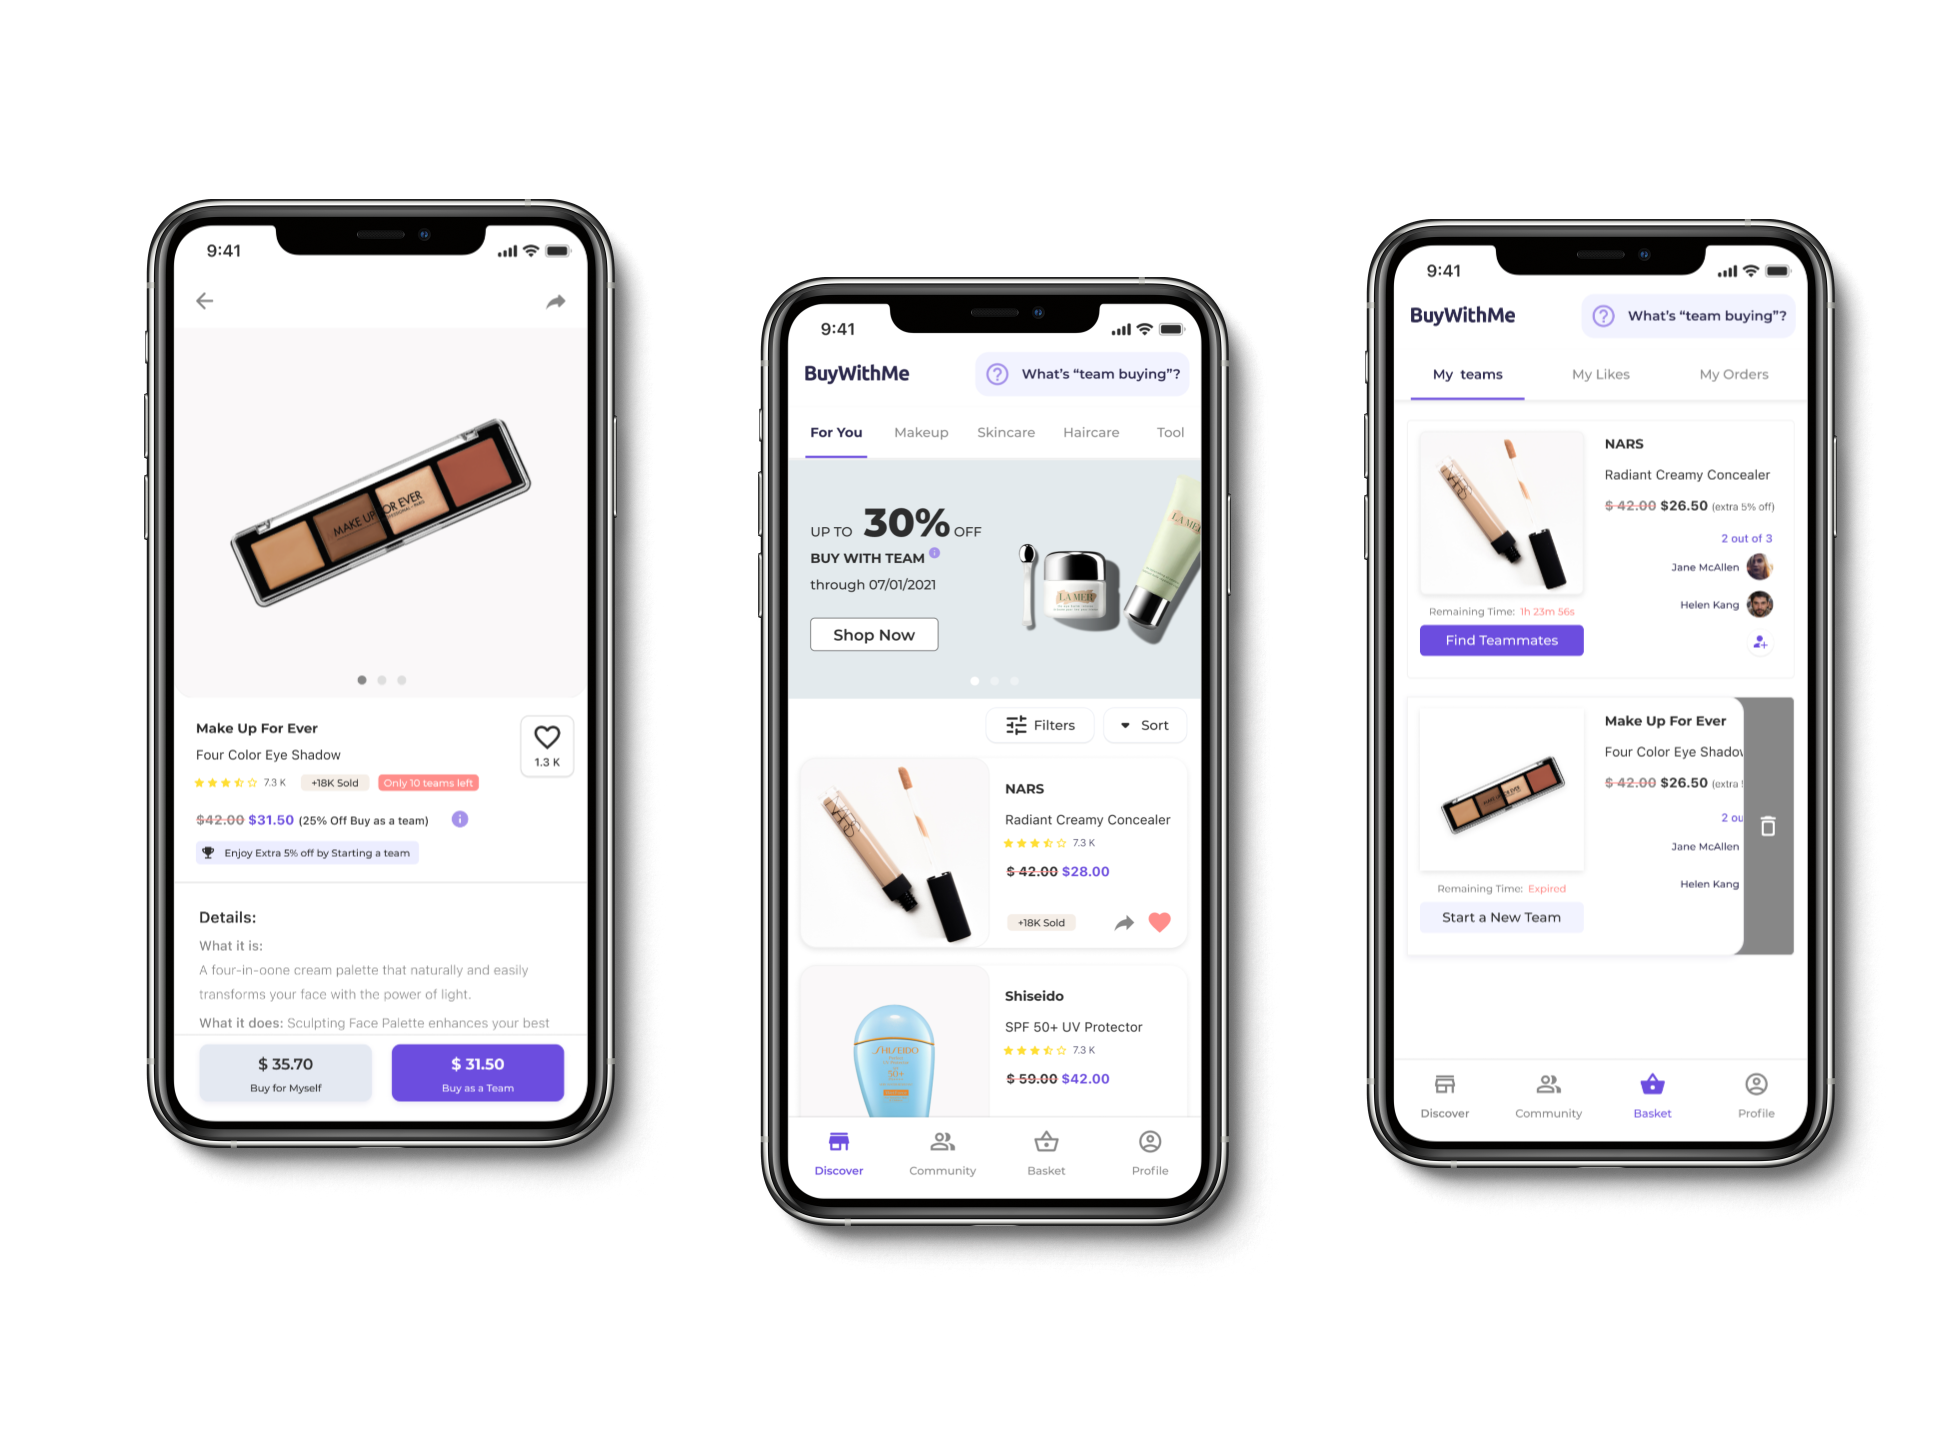 9:41
MAKE UP FOR EVER
Make Up For Ever
Four Color Eye Shadow
7.3 K
+18K Sold
Only 10 teams left
1.3 K
$42.00 $31.50 (25% Off Buy as a team)
Enjoy Extra 5% off by Starting a team
Details:
What it is:
A four-in-oone cream palette that naturally and easily
transforms your face with the power of light.
What it does: Sculpting Face Palette enhances your best
$ 35.70
Buy for Myself
$ 31.50
Buy as a Team
9:41
BuyWithMe
What's “team buying”?
For You
Makeup
Skincare
Haircare
Tool
UP TO 30% OFF
BUY WITH TEAM
through 07/01/2021
Shop Now
LA MER
LA MER
Filters
Sort
NARS
NARS
Radiant Creamy Concealer
7.3 K
$ 42.00 $28.00
+18K Sold
SHISEIDO
50+
Shiseido
SPF 50+ UV Protector
7.3 K
$ 59.00 $42.00
Discover
Community
Basket
Profile
9:41
BuyWithMe
What's “team buying”?
My teams
My Likes
My Orders
NARS
NARS
Radiant Creamy Concealer
$ 42.00 $26.50 (extra 5% off)
2 out of 3
Jane McAllen
Helen Kang
Remaining Time: 1h 23m 56s
Find Teammates
Make Up For Ever
Four Color Eye Shadov
$ 42.00 $26.50 (extra
2 ou
Jane McAllen
Helen Kang
Remaining Time: Expired
Start a New Team
Discover
Community
Basket
Profile